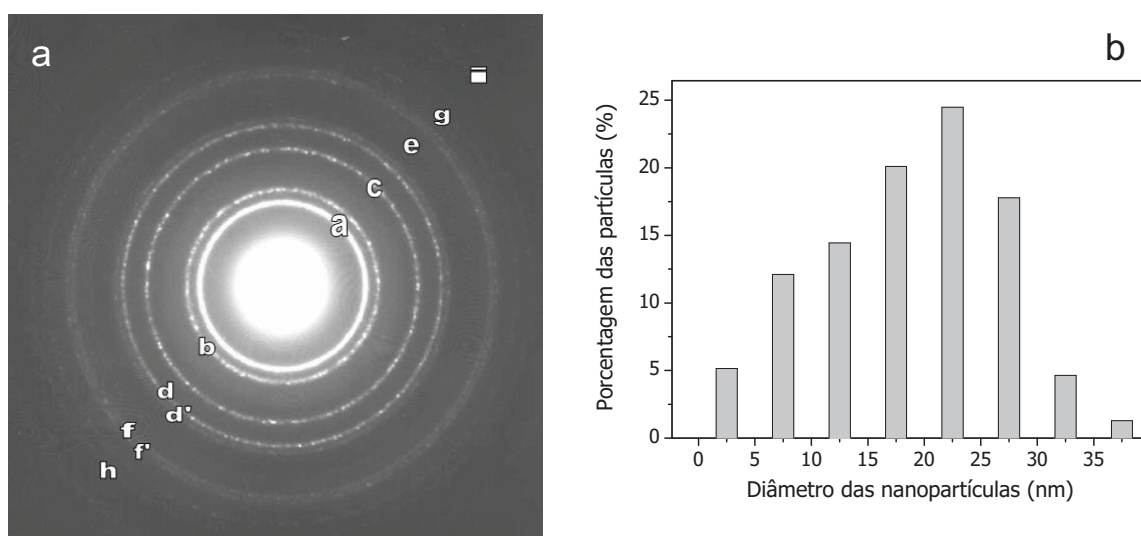 a
g
e
c
a
b
d
d'
f
f'
h
b
Porcentagem das partículas (%)
25
20
15
10
5
0
0 5 10 15 20 25 30 35
Diâmetro das nanopartículas (nm)